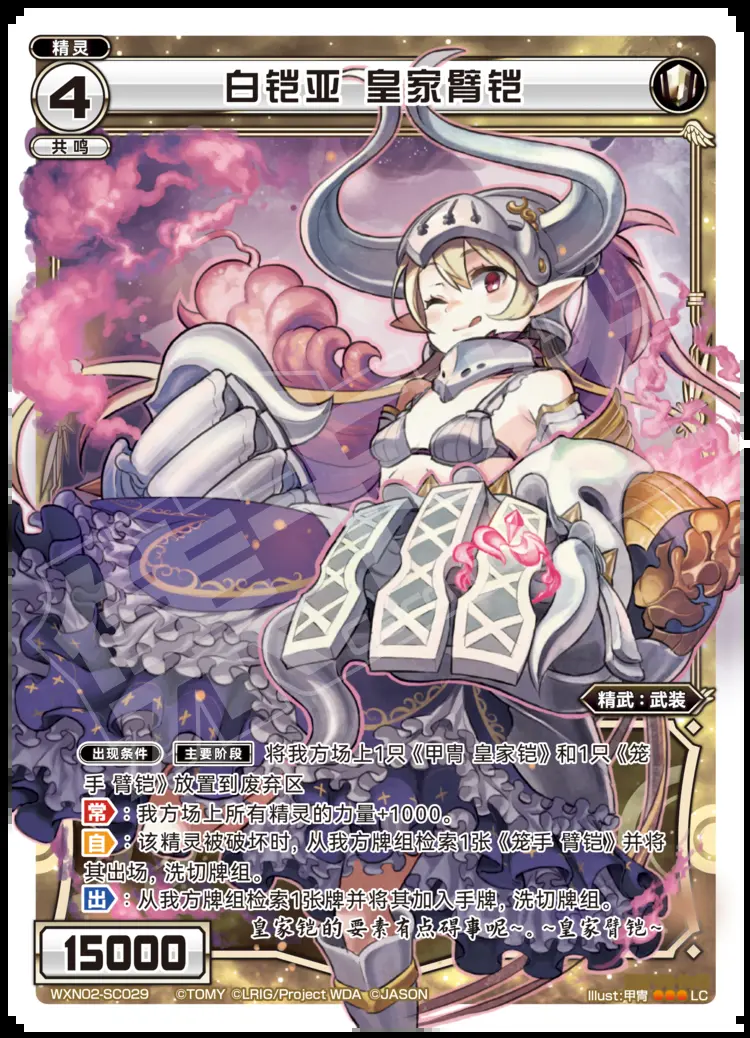 精灵
4
白铠亚 皇家臂铠
共鸣
精武：武装
出现条件 主要阶段 将我方场上1只《甲冑 皇家铠》和1只《笼
手 臂铠》放置到废弃区
常：我方场上所有精灵的力量+1000。
自：该精灵被破坏时，从我方牌组检索1张《笼手 臂铠》并将
其出场，洗切牌组。
出：从我方牌组检索1张牌并将其加入手牌，洗切牌组。
皇家铠的要素有点碍事呢~。~皇家臂铠~
15000
WXN02-SC029 ©TOMY ©LRIG/Project WDA ©JASON
Illust:甲冑 LC